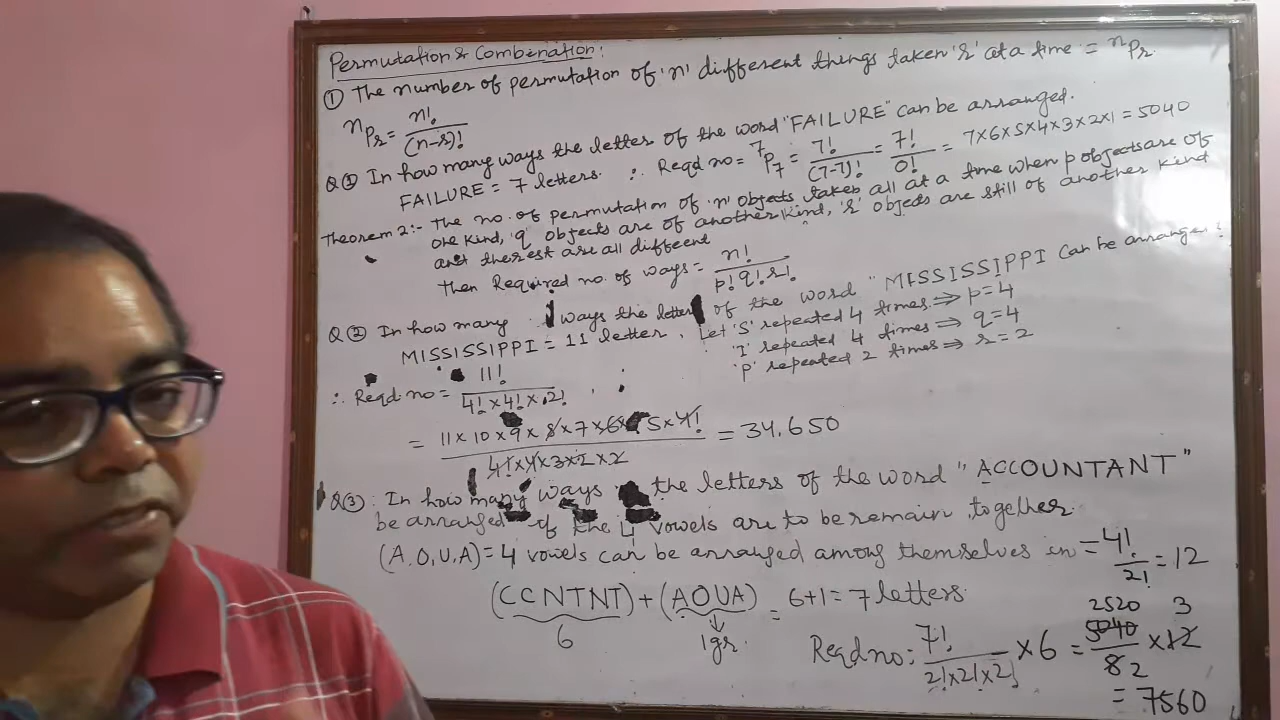 Permutation & Combination:
① The number of permutation of 'n' different things taken 'r' at a time = nPr.
nPr = n! / (n-r)!
Q① In how many ways the letter of the word "FAILURE" can be arranged.
FAILURE = 7 letters. ∴ Reqd no = 7P7 = 7! / (7-7)! = 7! / 0! = 7×6×5×4×3×2×1 = 5040
Theorem 2:- The no. of permutation of 'n' objects taken all at a time when p objects are of
one kind, 'q' objects are of another kind, 'r' objects are still of another kind
and the rest are all different
Then Required no. of ways = n! / p! q! r!
Q② In how many ways the letter of the word "MISSISSIPPI can be arranged?
MISSISSIPPI = 11 letter. Let 'S' repeated 4 times ⇒ p=4
'I' repeated 4 times ⇒ q=4
'p' repeated 2 times ⇒ r=2
∴ Reqd. no = 11! / 4! × 4! × 2!
= 11×10×9×8×7×6×5×4! / 4!×4×3×2×2 = 34,650
Q③: In how many ways the letters of the word "ACCOUNTANT"
be arranged if the 4 vowels are to be remain together.
(A.O,U,A) = 4 vowels can be arranged among themselves in = 4! / 2! = 12
(CCNTNT) + (AOUA) = 6+1 = 7 letters.
6 1gr.
Reqd no: 7! / 2!×2!×2! × 6 = 5040 / 8 × 12
2520 3
2
= 7560